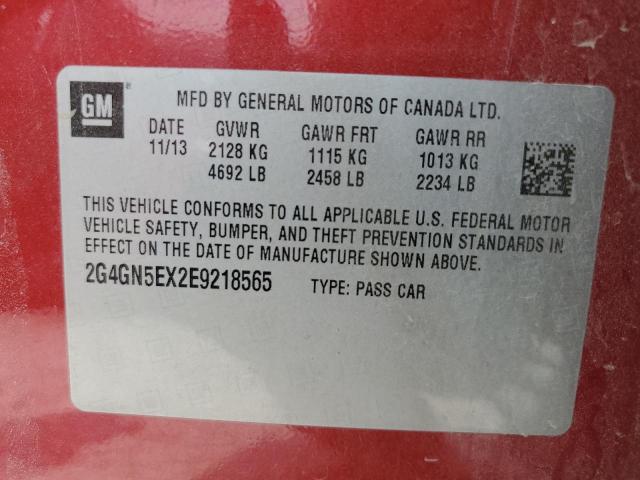 GM
MFD BY GENERAL MOTORS OF CANADA LTD.
DATE GVWR GAWR FRT GAWR RR
11/13 2128 KG 1115 KG 1013 KG
4692 LB 2458 LB 2234 LB
THIS VEHICLE CONFORMS TO ALL APPLICABLE U.S. FEDERAL MOTOR
VEHICLE SAFETY, BUMPER, AND THEFT PREVENTION STANDARDS IN
EFFECT ON THE DATE OF MANUFACTURE SHOWN ABOVE.
2G4GN5EX2E9218565 TYPE: PASS CAR